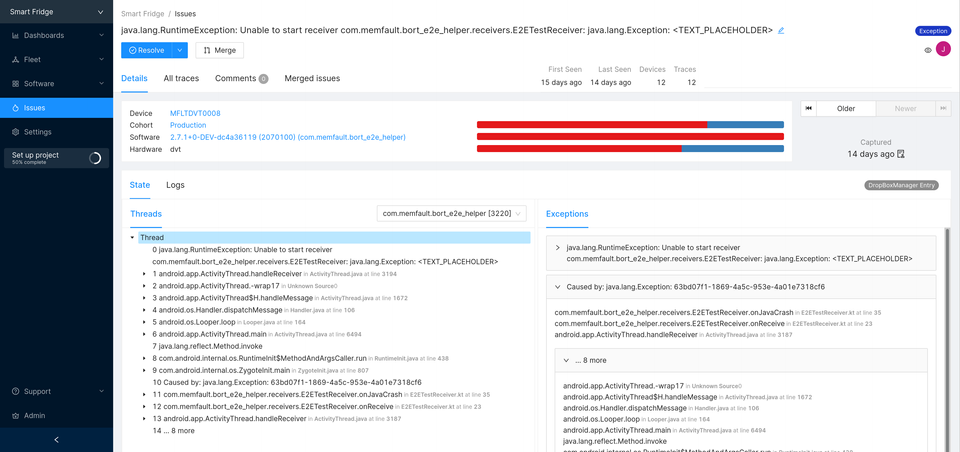 Smart Fridge
Dashboards
Fleet
Software
Issues
Settings
Set up project
50% complete
Support
Admin
Smart Fridge / Issues
java.lang.RuntimeException: Unable to start receiver com.memfault.bort_e2e_helper.receivers.E2ETestReceiver: java.lang.Exception: <TEXT_PLACEHOLDER>
Exception
Resolve
Merge
J
Details
All traces
Comments 0
Merged issues
First Seen Last Seen Devices Traces
15 days ago 14 days ago 12 12
Device MFLTDVT0008
Cohort Production
Software 2.7.1+0-DEV-dc4a36119 (2070100) (com.memfault.bort_e2e_helper)
Hardware dvt
Older
Newer
Captured
14 days ago
State
Logs
DropBoxManager Entry
Threads
com.memfault.bort_e2e_helper [3220]
Thread
0 java.lang.RuntimeException: Unable to start receiver
com.memfault.bort_e2e_helper.receivers.E2ETestReceiver: java.lang.Exception: <TEXT_PLACEHOLDER>
1 android.app.ActivityThread.handleReceiver in ActivityThread.java at line 3194
2 android.app.ActivityThread.-wrap17 in Unknown Source:0
3 android.app.ActivityThread$H.handleMessage in ActivityThread.java at line 1672
4 android.os.Handler.dispatchMessage in Handler.java at line 106
5 android.os.Looper.loop in Looper.java at line 164
6 android.app.ActivityThread.main in ActivityThread.java at line 6494
7 java.lang.reflect.Method.invoke
8 com.android.internal.os.RuntimeInit$MethodAndArgsCaller.run in RuntimeInit.java at line 438
9 com.android.internal.os.ZygoteInit.main in ZygoteInit.java at line 807
10 Caused by: java.lang.Exception: 63bd07f1-1869-4a5c-953e-4a01e7318cf6
11 com.memfault.bort_e2e_helper.receivers.E2ETestReceiver.onJavaCrash in E2ETestReceiver.kt at line 35
12 com.memfault.bort_e2e_helper.receivers.E2ETestReceiver.onReceive in E2ETestReceiver.kt at line 23
13 android.app.ActivityThread.handleReceiver in ActivityThread.java at line 3187
14 ... 8 more
Exceptions
java.lang.RuntimeException: Unable to start receiver
com.memfault.bort_e2e_helper.receivers.E2ETestReceiver: java.lang.Exception: <TEXT_PLACEHOLDER>
Caused by: java.lang.Exception: 63bd07f1-1869-4a5c-953e-4a01e7318cf6
com.memfault.bort_e2e_helper.receivers.E2ETestReceiver.onJavaCrash in E2ETestReceiver.kt at line 35
com.memfault.bort_e2e_helper.receivers.E2ETestReceiver.onReceive in E2ETestReceiver.kt at line 23
android.app.ActivityThread.handleReceiver in ActivityThread.java at line 3187
... 8 more
android.app.ActivityThread.-wrap17 in Unknown Source:0
android.app.ActivityThread$H.handleMessage in ActivityThread.java at line 1672
android.os.Handler.dispatchMessage in Handler.java at line 106
android.os.Looper.loop in Looper.java at line 164
android.app.ActivityThread.main in ActivityThread.java at line 6494
java.lang.reflect.Method.invoke